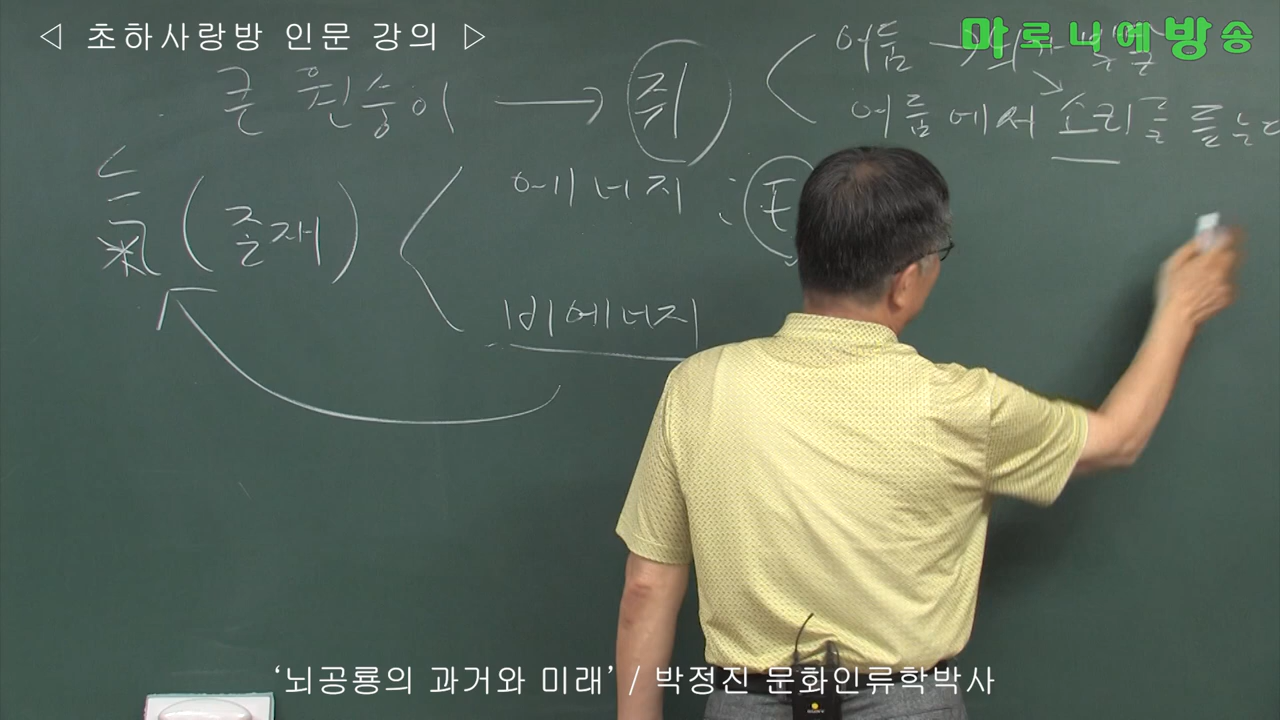 ◁ 초하사랑방 인문 강의 ▷
마로니에방송
큰 원숭이 → 쥐 < 어둠 →
어둠에서 소리를 듣는다
氣 (존재) < 에너지 : E
비에너지
‘뇌공룡의 과거와 미래’ / 박정진 문화인류학박사